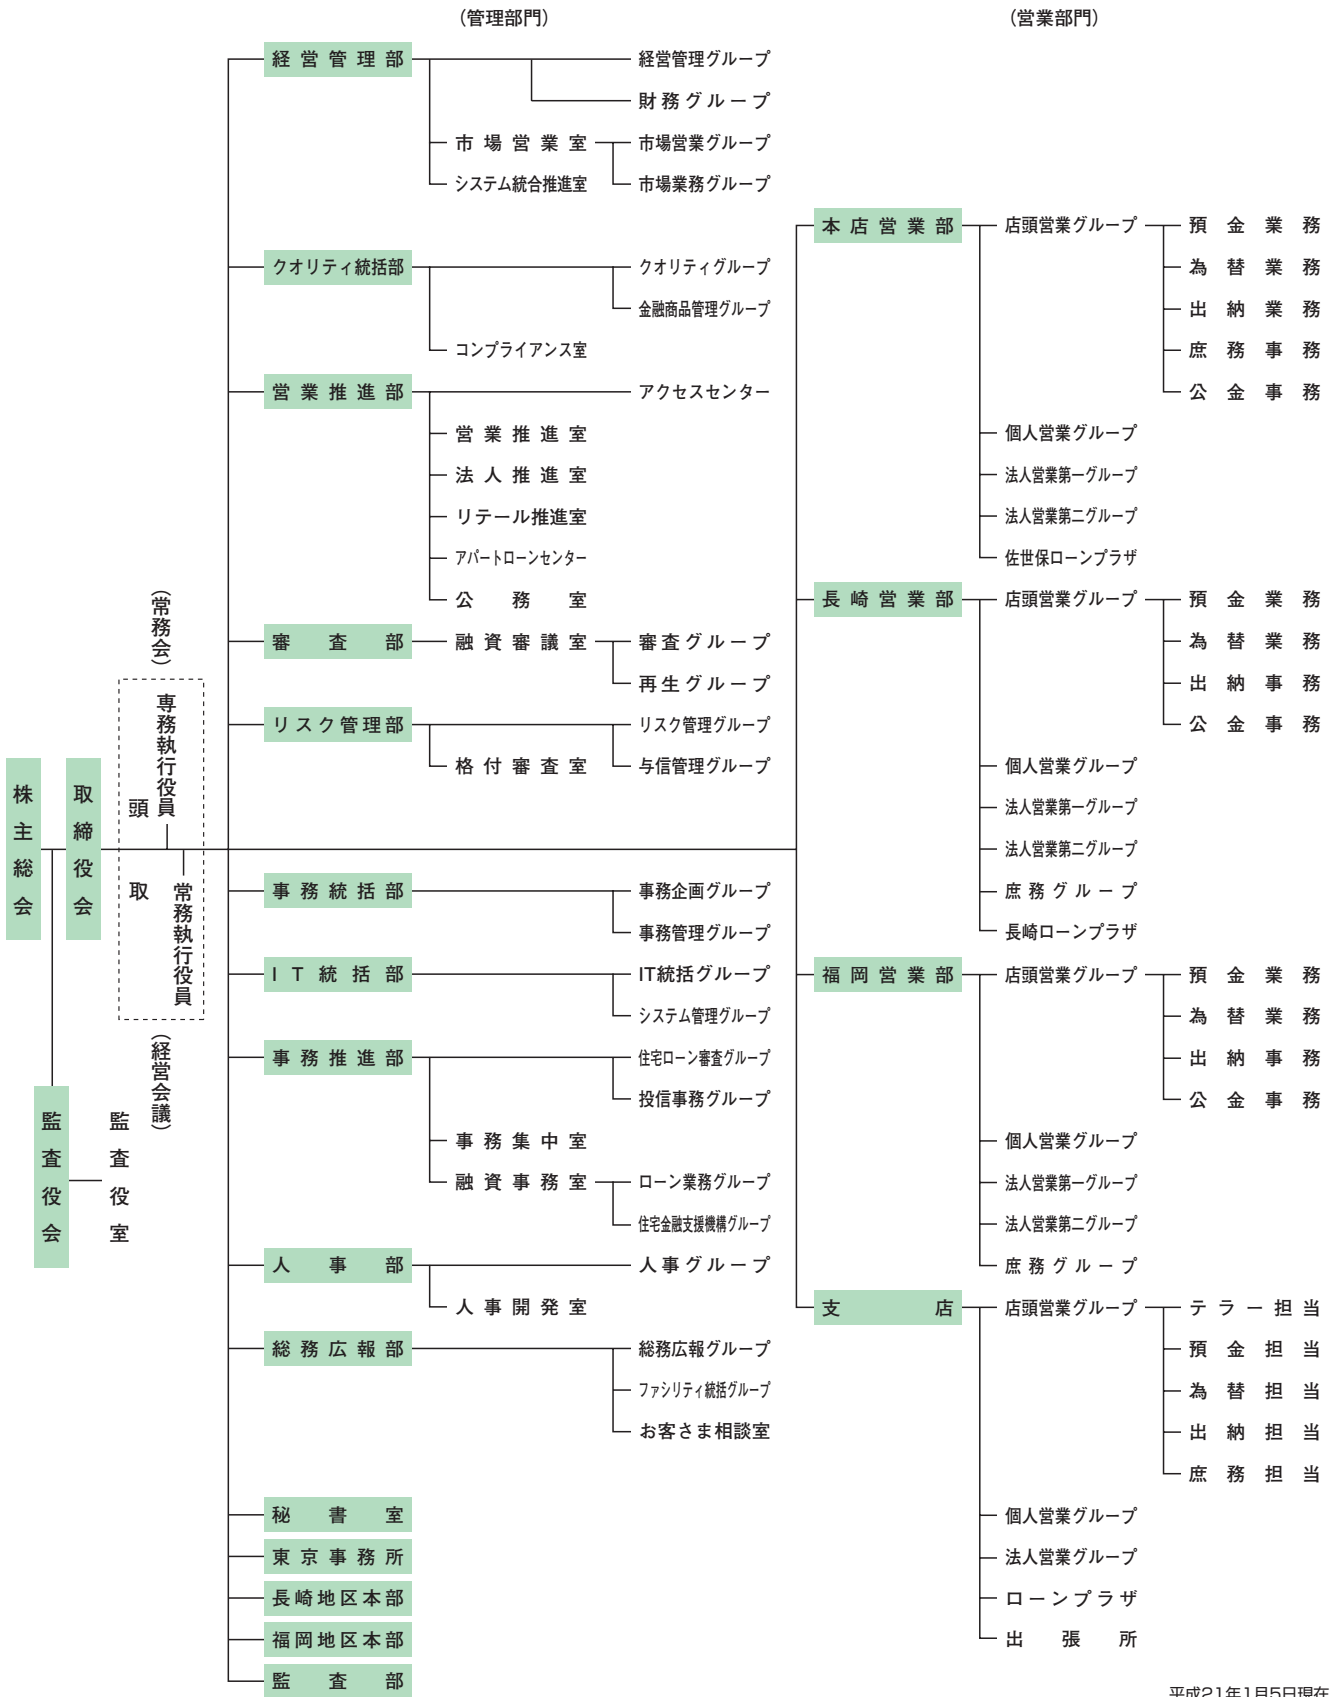 （管理部門）
（営業部門）
株主総会
取締役会
監査役会
監査役室
（常務会）
頭取
専務執行役員
常務執行役員
（経営会議）
経営管理部
経営管理グループ
財務グループ
市場営業室
市場営業グループ
市場業務グループ
システム統合推進室
クオリティ統括部
クオリティグループ
金融商品管理グループ
コンプライアンス室
営業推進部
アクセスセンター
営業推進室
法人推進室
リテール推進室
アパートローンセンター
公務室
審査部
融資審議室
審査グループ
再生グループ
リスク管理部
リスク管理グループ
格付審査室
与信管理グループ
事務統括部
事務企画グループ
事務管理グループ
IT統括部
IT統括グループ
システム管理グループ
事務推進部
住宅ローン審査グループ
投信事務グループ
事務集中室
融資事務室
ローン業務グループ
住宅金融支援機構グループ
人事部
人事グループ
人事開発室
総務広報部
総務広報グループ
ファシリティ統括グループ
お客さま相談室
秘書室
東京事務所
長崎地区本部
福岡地区本部
監査部
本店営業部
店頭営業グループ
預金業務
為替業務
出納業務
庶務事務
公金事務
個人営業グループ
法人営業第一グループ
法人営業第二グループ
佐世保ローンプラザ
長崎営業部
店頭営業グループ
預金業務
為替業務
出納事務
公金事務
個人営業グループ
法人営業第一グループ
法人営業第二グループ
庶務グループ
長崎ローンプラザ
福岡営業部
店頭営業グループ
預金業務
為替業務
出納事務
公金事務
個人営業グループ
法人営業第一グループ
法人営業第二グループ
庶務グループ
支店
店頭営業グループ
テラー担当
預金担当
為替担当
出納担当
庶務担当
個人営業グループ
法人営業グループ
ローンプラザ
出張所
平成21年1月5日現在